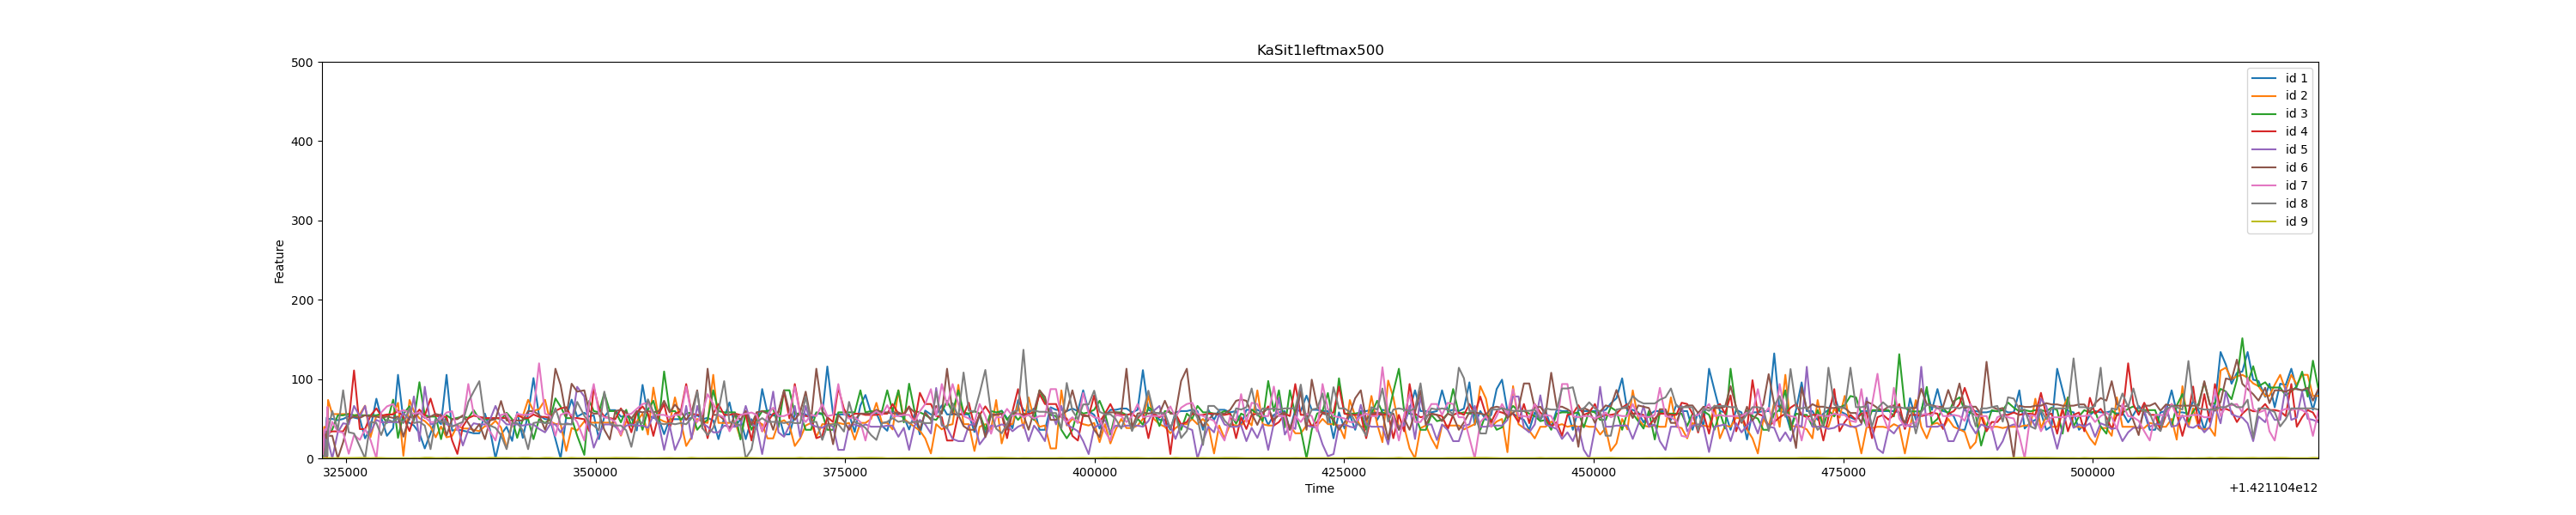 KaSit1leftmax500
500
400
300
200
100
0
Feature
id 1
id 2
id 3
id 4
id 5
id 6
id 7
id 8
id 9
325000 350000 375000 400000 425000 450000 475000 500000
Time
+1.421104e12